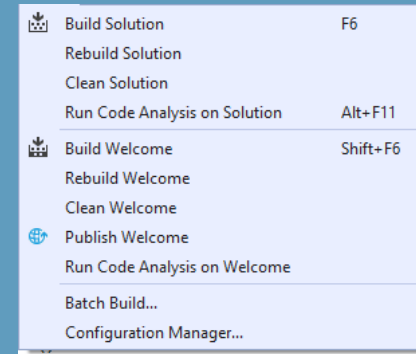 Build Solution F6
Rebuild Solution
Clean Solution
Run Code Analysis on Solution Alt+F11
Build Welcome Shift+F6
Rebuild Welcome
Clean Welcome
Publish Welcome
Run Code Analysis on Welcome
Batch Build...
Configuration Manager...